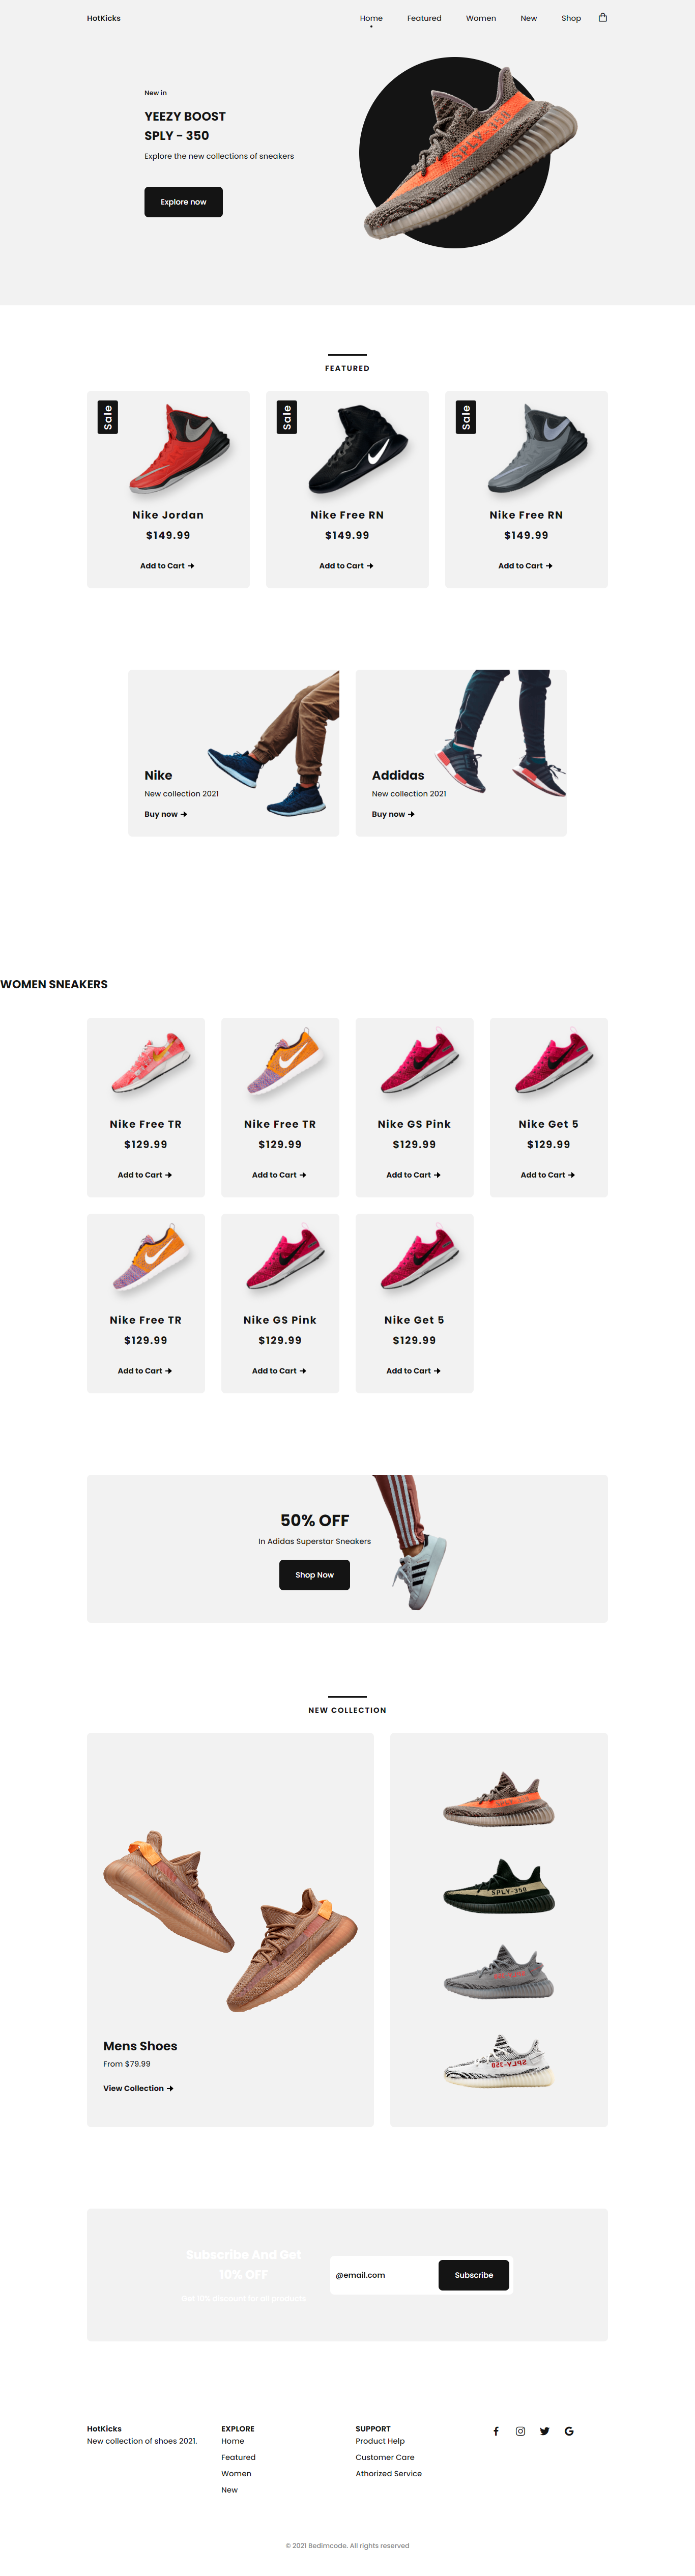 HotKicks
Home Featured Women New Shop
New in
YEEZY BOOST
SPLY - 350
Explore the new collections of sneakers
Explore now
SPLY 350
FEATURED
Sale
Nike Jordan
$149.99
Add to Cart
Sale
Nike Free RN
$149.99
Add to Cart
Sale
Nike Free RN
$149.99
Add to Cart
Nike
New collection 2021
Buy now
Addidas
New collection 2021
Buy now
WOMEN SNEAKERS
Nike Free TR
$129.99
Add to Cart
Nike Free TR
$129.99
Add to Cart
Nike GS Pink
$129.99
Add to Cart
Nike Get 5
$129.99
Add to Cart
Nike Free TR
$129.99
Add to Cart
Nike GS Pink
$129.99
Add to Cart
Nike Get 5
$129.99
Add to Cart
50% OFF
In Adidas Superstar Sneakers
Shop Now
NEW COLLECTION
Mens Shoes
From $79.99
View Collection
SPLY-350
Subscribe And Get
10% OFF
Get 10% discount for all products
@email.com
Subscribe
HotKicks
New collection of shoes 2021.
EXPLORE
Home
Featured
Women
New
SUPPORT
Product Help
Customer Care
Athorized Service
© 2021 Bedimcode. All rights reserved